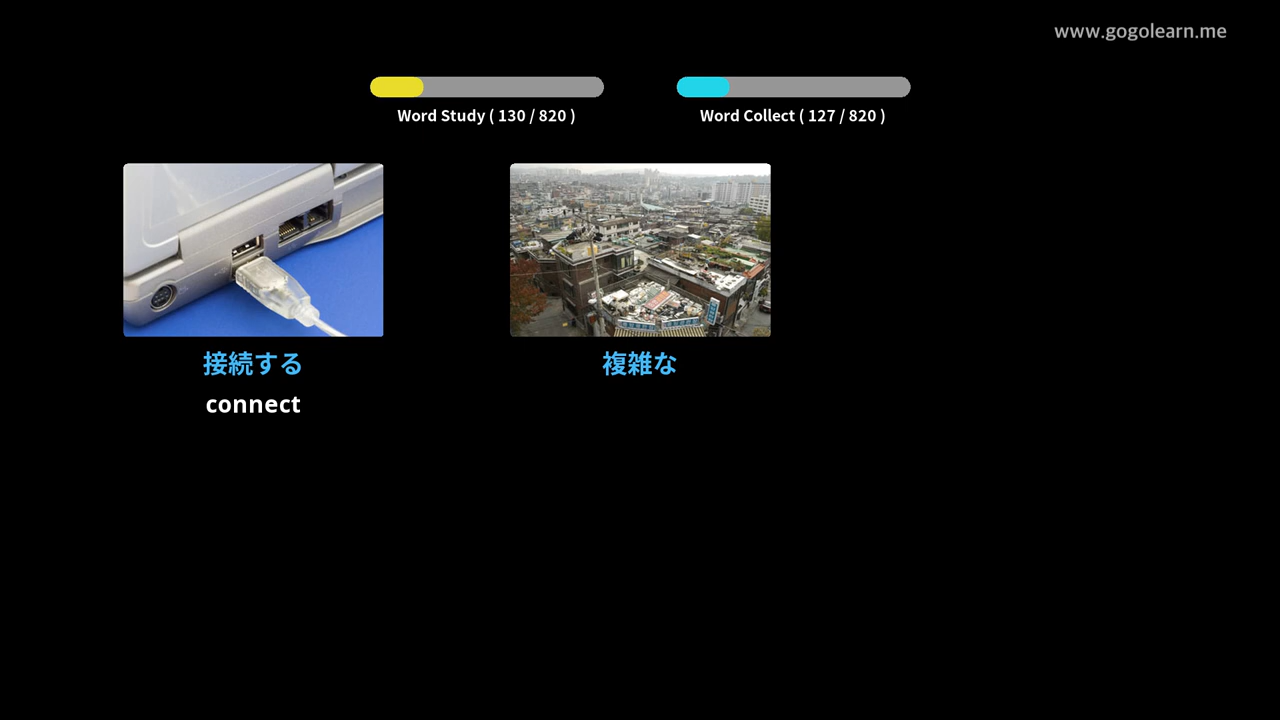 www.gogolearn.me
Word Study ( 130 / 820 )
Word Collect ( 127 / 820 )
接続する
connect
複雑な